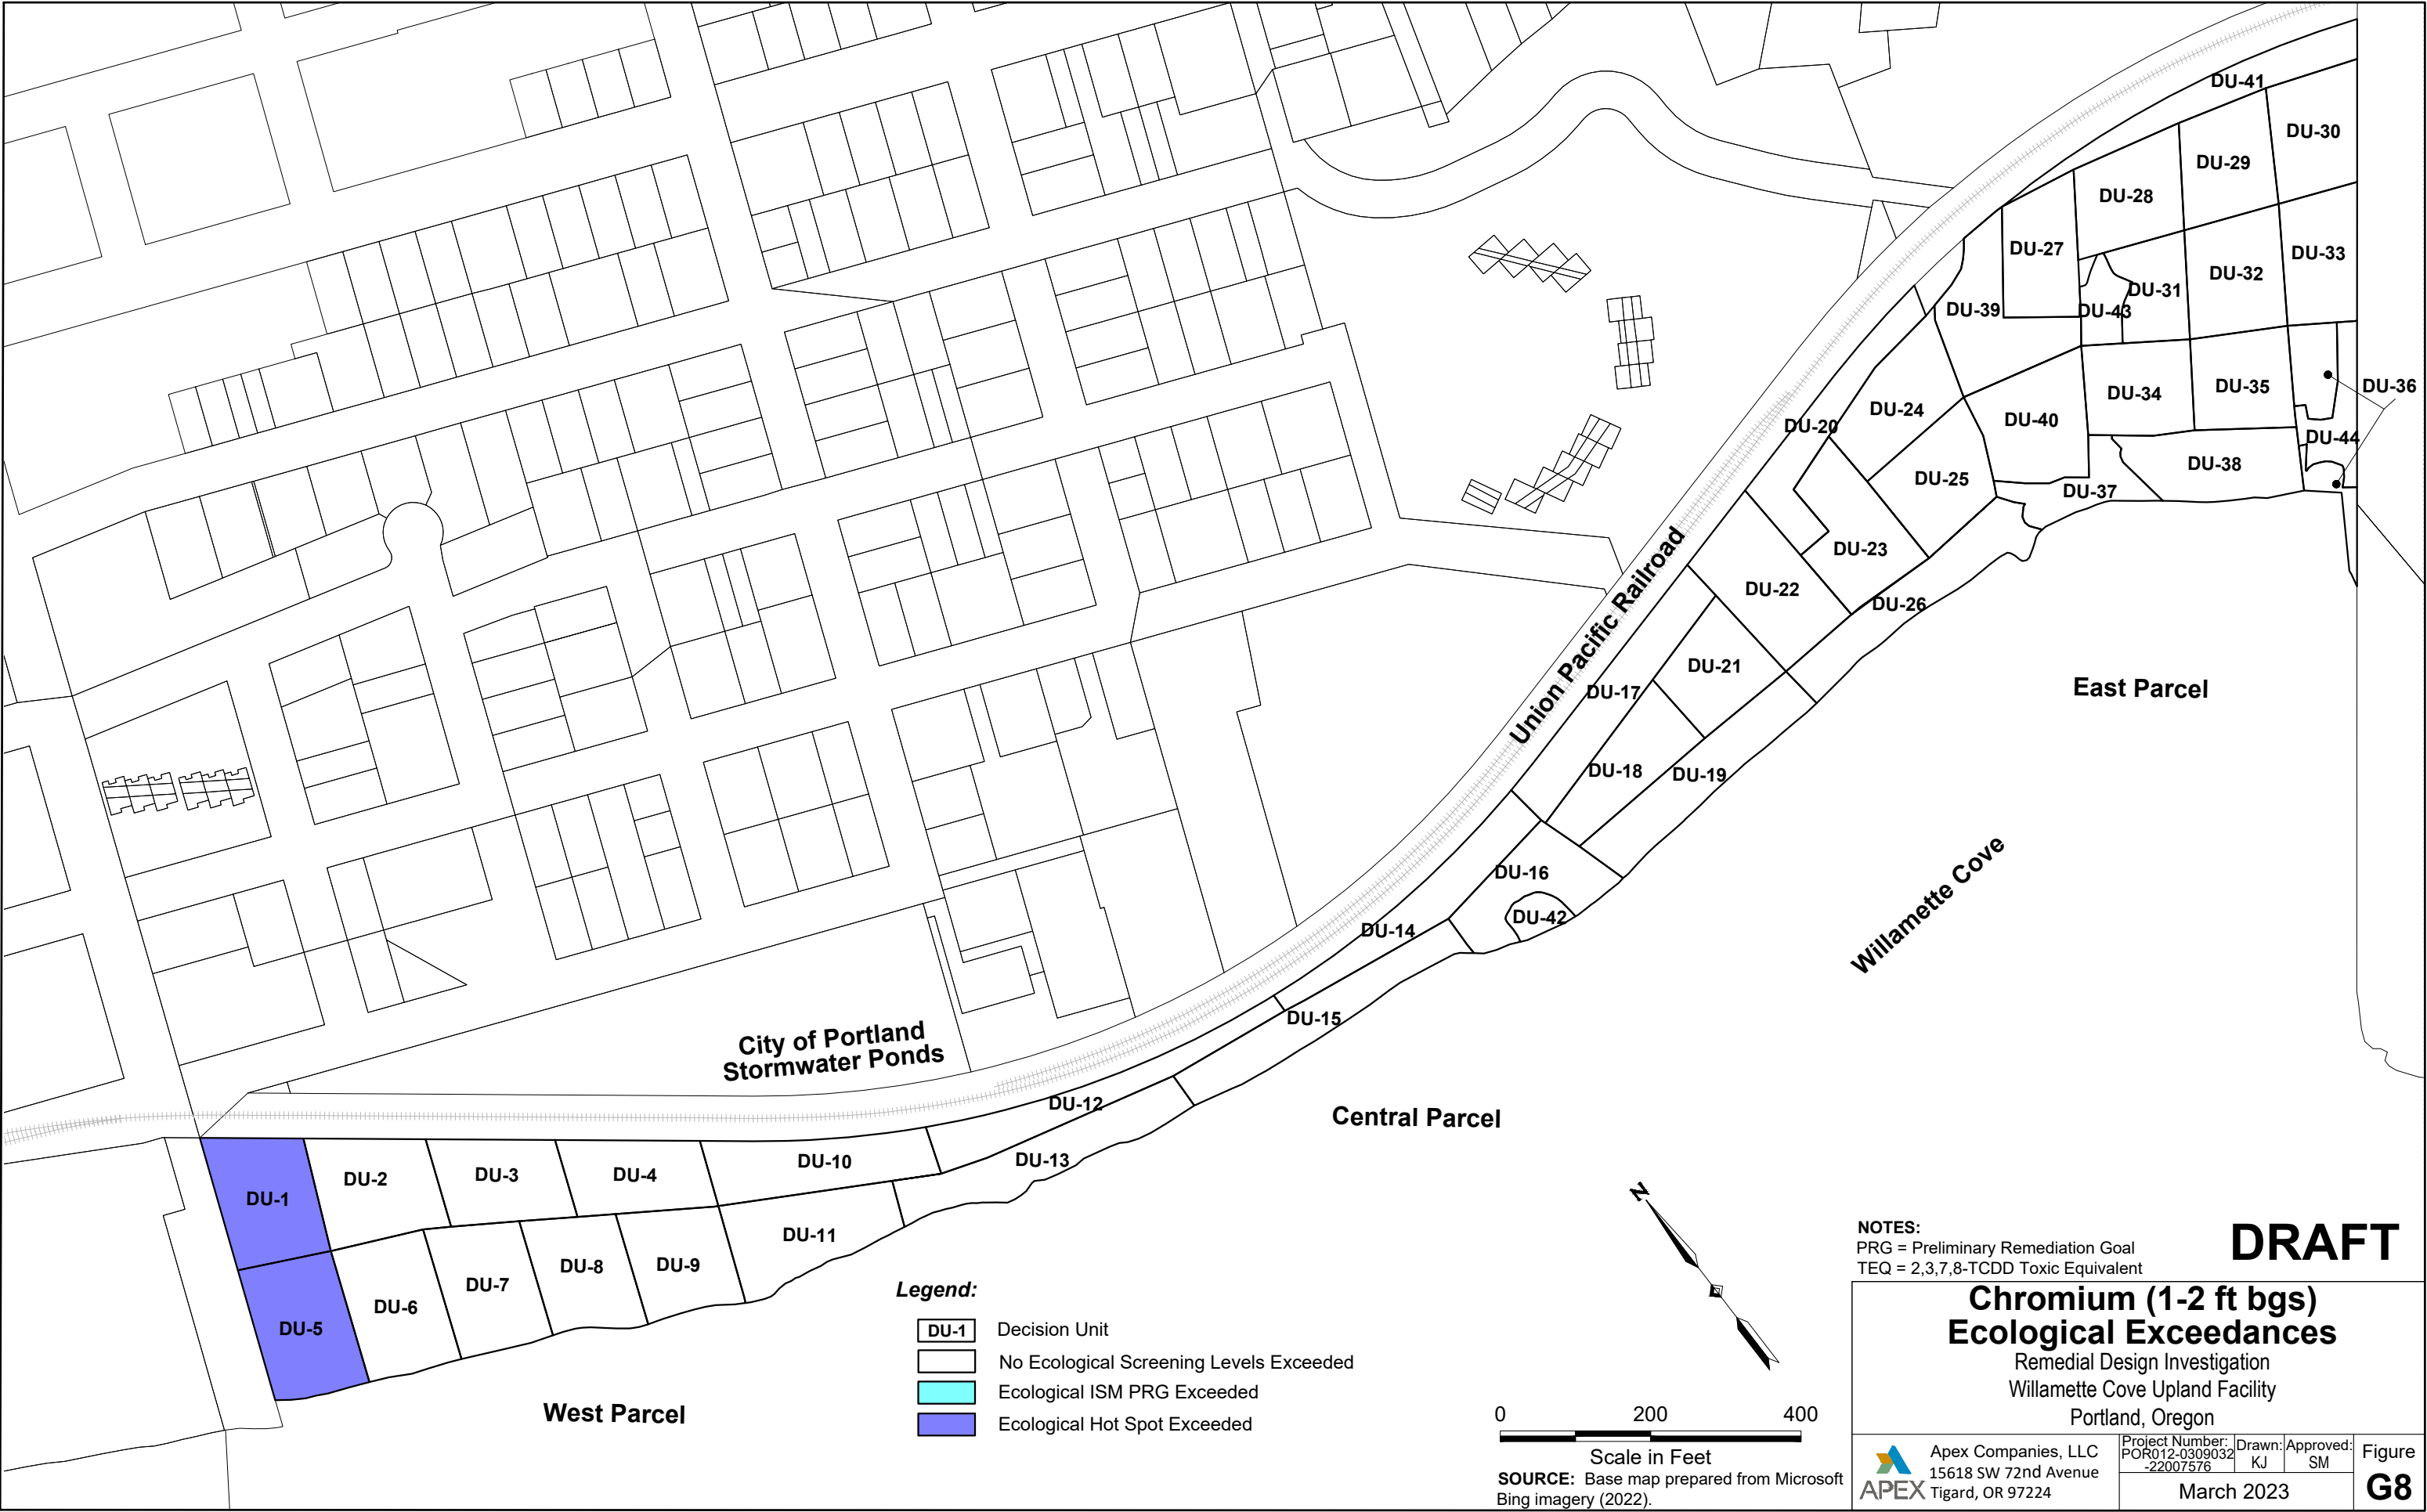 DU-41
DU-30
DU-29
DU-28
DU-27
DU-33
DU-32
DU-31
DU-43
DU-39
DU-36
DU-35
DU-34
DU-24
DU-40
DU-20
DU-44
DU-38
DU-25
DU-37
DU-23
DU-22
DU-26
Union Pacific Railroad
DU-21
DU-17
East Parcel
DU-18
DU-19
DU-16
DU-42
DU-14
Willamette Cove
DU-15
City of Portland
Stormwater Ponds
DU-12
Central Parcel
DU-13
DU-10
DU-4
DU-3
DU-2
DU-1
DU-11
DU-9
DU-8
DU-7
DU-6
DU-5
West Parcel
Legend:
DU-1 Decision Unit
No Ecological Screening Levels Exceeded
Ecological ISM PRG Exceeded
Ecological Hot Spot Exceeded
N
0 200 400
Scale in Feet
SOURCE: Base map prepared from Microsoft
Bing imagery (2022).
NOTES:
PRG = Preliminary Remediation Goal
TEQ = 2,3,7,8-TCDD Toxic Equivalent
DRAFT
Chromium (1-2 ft bgs)
Ecological Exceedances
Remedial Design Investigation
Willamette Cove Upland Facility
Portland, Oregon
APEX
Apex Companies, LLC
15618 SW 72nd Avenue
Tigard, OR 97224
Project Number:
POR012-0309032
-22007576
Drawn:
KJ
Approved:
SM
March 2023
Figure
G8